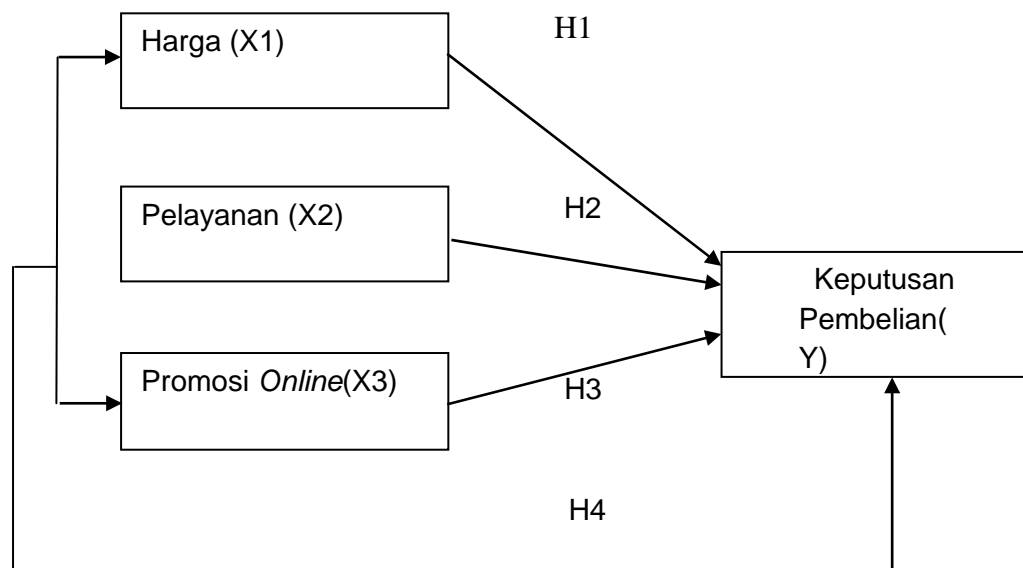 H1
Harga (X1)
Pelayanan (X2)
H2
Keputusan
Pembelian(
Y)
Promosi Online(X3)
H3
H4